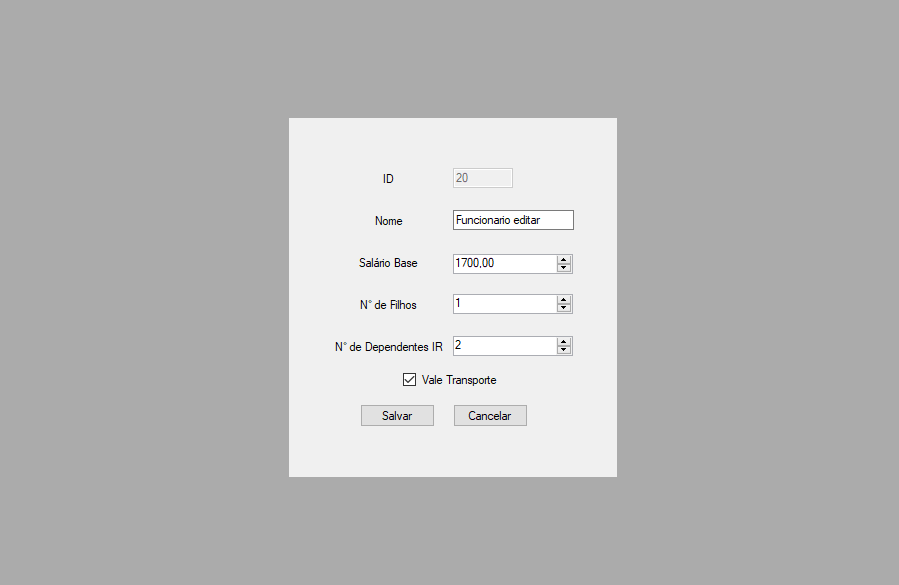 ID 20
Nome Funcionario editar
Salário Base 1700,00
N° de Filhos 1
N° de Dependentes IR 2
Vale Transporte
Salvar Cancelar